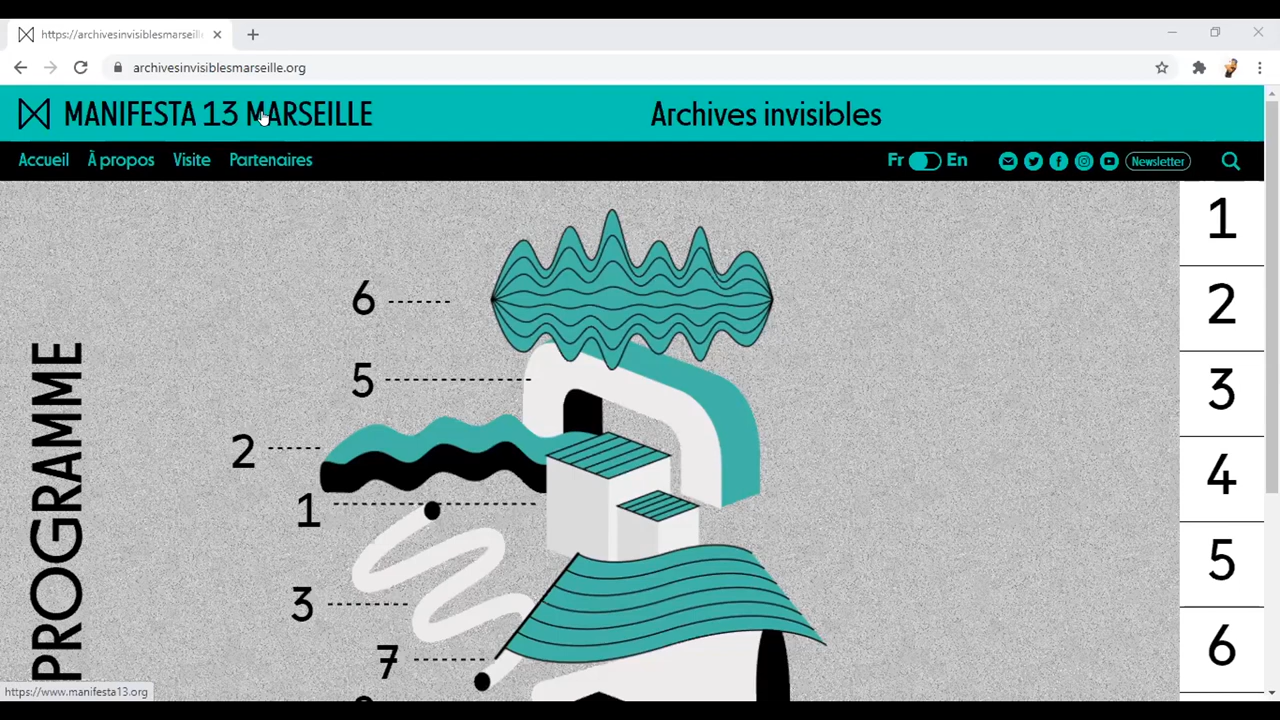 https://archivesinvisiblesmarseill
archivesinvisiblesmarseille.org
MANIFESTA 13 MARSEILLE
Archives invisibles
Accueil À propos Visite Partenaires
Fr En
Newsletter
PROGRAMME
6
5
2
1
3
7
1
2
3
4
5
6
https://www.manifesta13.org